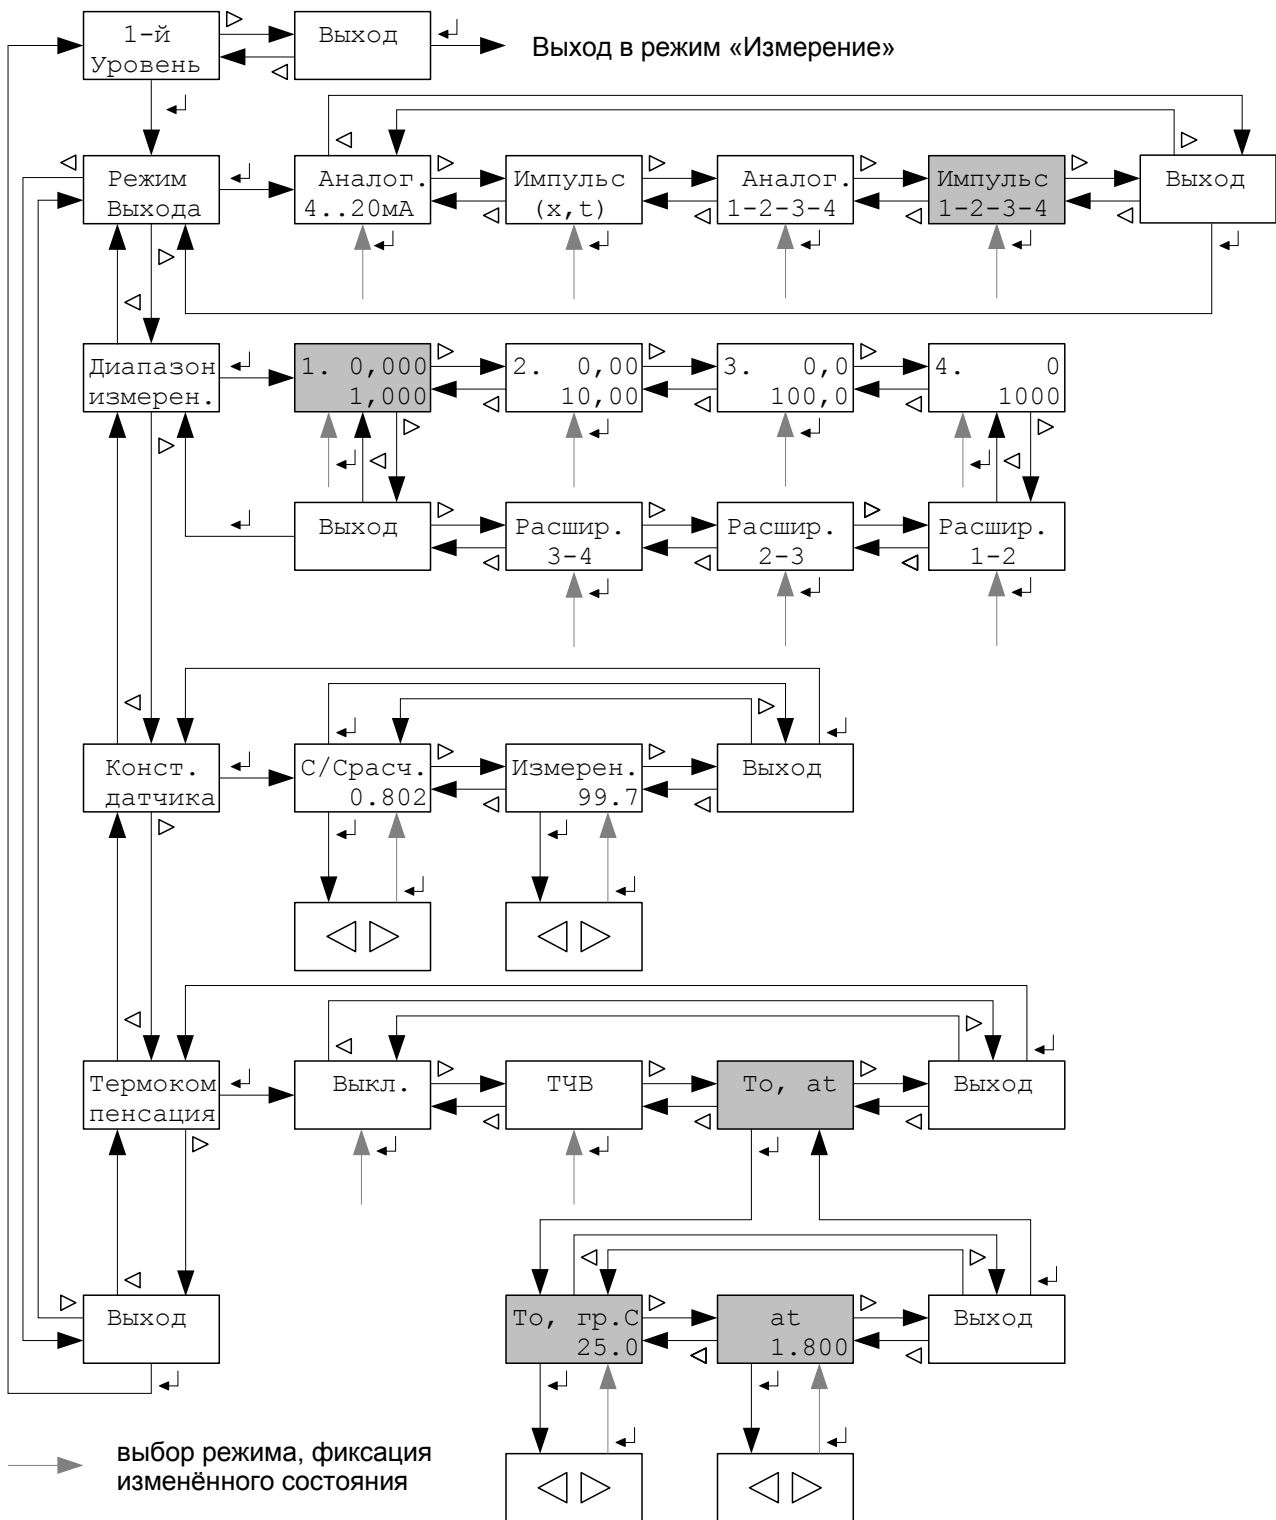 1-й
Уровень
Выход
Выход в режим «Измерение»
Режим
Выхода
Аналог.
4..20мА
Импульс
(x,t)
Аналог.
1-2-3-4
Импульс
1-2-3-4
Выход
Диапазон
измерен.
1. 0,000
1,000
2. 0,00
10,00
3. 0,0
100,0
4. 0
1000
Выход
Расшир.
3-4
Расшир.
2-3
Расшир.
1-2
Конст.
датчика
С/Срасч.
0.802
Измерен.
99.7
Выход
Термоком
пенсация
Выкл.
ТЧВ
То, at
Выход
Выход
То, гр.С
25.0
at
1.800
Выход
выбор режима, фиксация
изменённого состояния